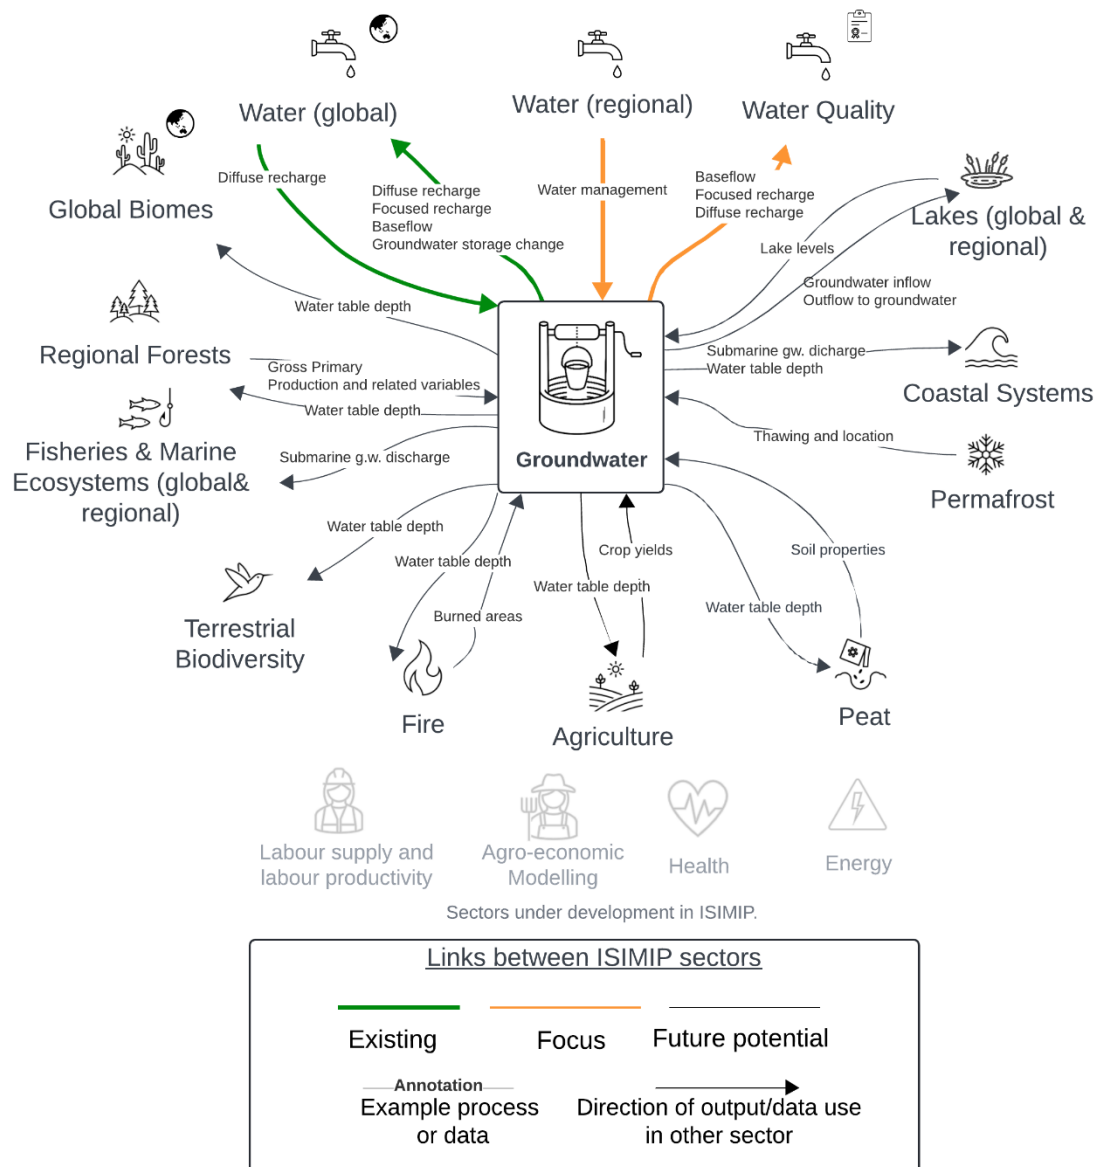 Water (global)
Water (regional)
Water Quality
Global Biomes
Diffuse recharge
Diffuse recharge
Focused recharge
Baseflow
Groundwater storage change
Water management
Baseflow
Focused recharge
Diffuse recharge
Lakes (global &
regional)
Lake levels
Groundwater inflow
Outflow to groundwater
Water table depth
Regional Forests
Gross Primary
Production and related variables
Water table depth
Submarine gw. dicharge
Water table depth
Coastal Systems
Groundwater
Fisheries & Marine
Ecosystems (global&
regional)
Submarine g.w. discharge
Thawing and location
Permafrost
Water table depth
Terrestrial
Biodiversity
Water table depth
Burned areas
Fire
Crop yields
Water table depth
Agriculture
Soil properties
Water table depth
Peat
Labour supply and
labour productivity
Agro-economic
Modelling
Health
Energy
Sectors under development in ISIMIP.
Links between ISIMIP sectors
Existing
Focus
Future potential
Annotation
Example process
or data
Direction of output/data use
in other sector